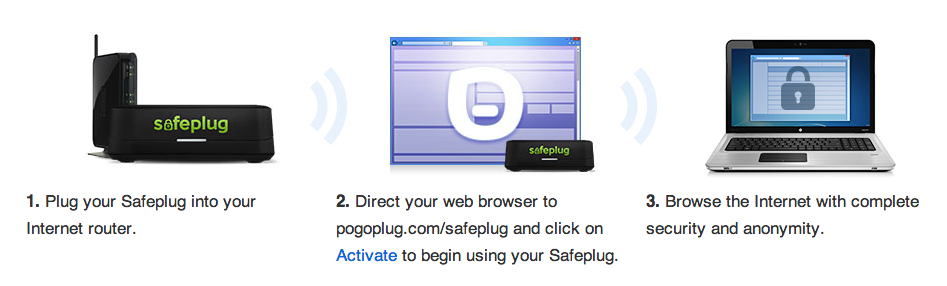 safeplug
safeplug
1. Plug your Safeplug into your
Internet router.
2. Direct your web browser to
pogoplug.com/safeplug and click on
Activate to begin using your Safeplug.
3. Browse the Internet with complete
security and anonymity.